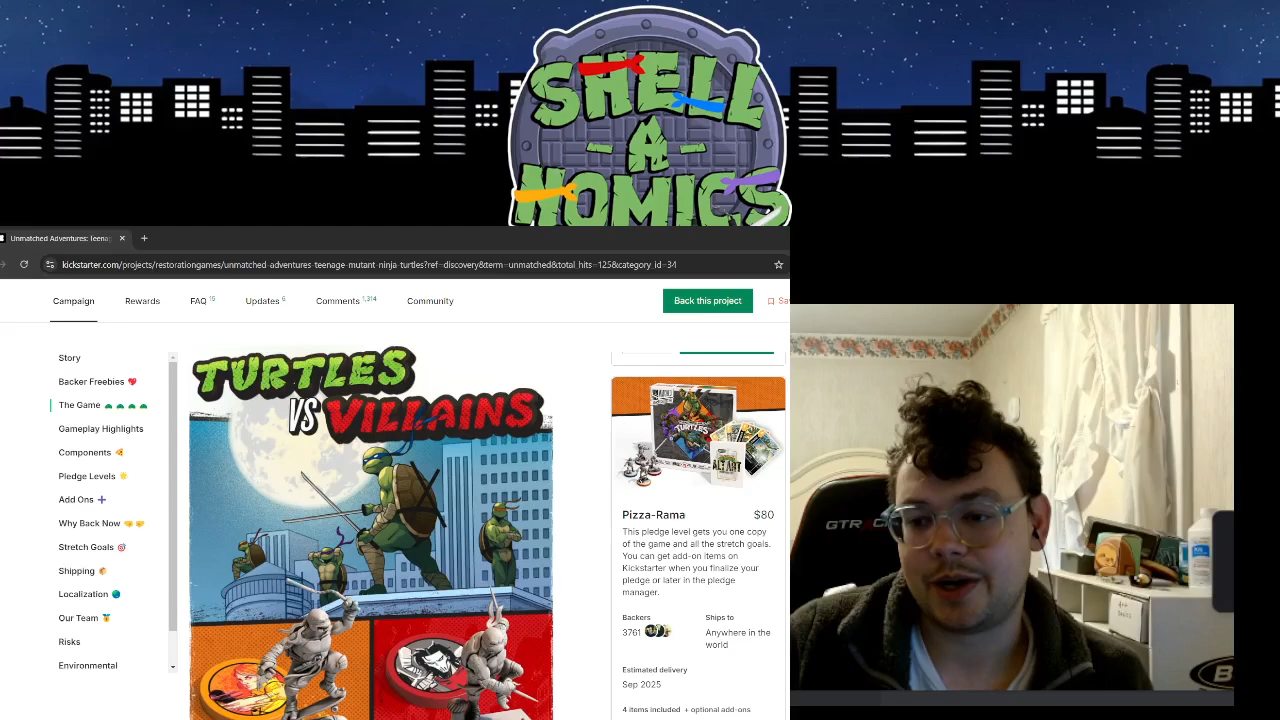 SHELL
-A-
NOMICS
Unmatched Adventures: Teenag
kickstarter.com/projects/restorationgames/unmatched-adventures-teenage-mutant-ninja-turtles?ref=discovery&term=unmatched&total_hits=125&category_id=34
Campaign Rewards FAQ 15 Updates 6 Comments 1,314 Community Back this project
Story
Backer Freebies
The Game
Gameplay Highlights
Components
Pledge Levels
Add Ons
Why Back Now
Stretch Goals
Shipping
Localization
Our Team
Risks
Environmental
TURTLES
VS VILLAINS
TURTLES
Pizza-Rama $80
This pledge level gets you one copy
of the game and all the stretch goals.
You can get add-on items on
Kickstarter when you finalize your
pledge or later in the pledge
manager.
Backers Ships to
3761 Anywhere in the
world
Estimated delivery
Sep 2025
4 items included + optional add-ons
GTR